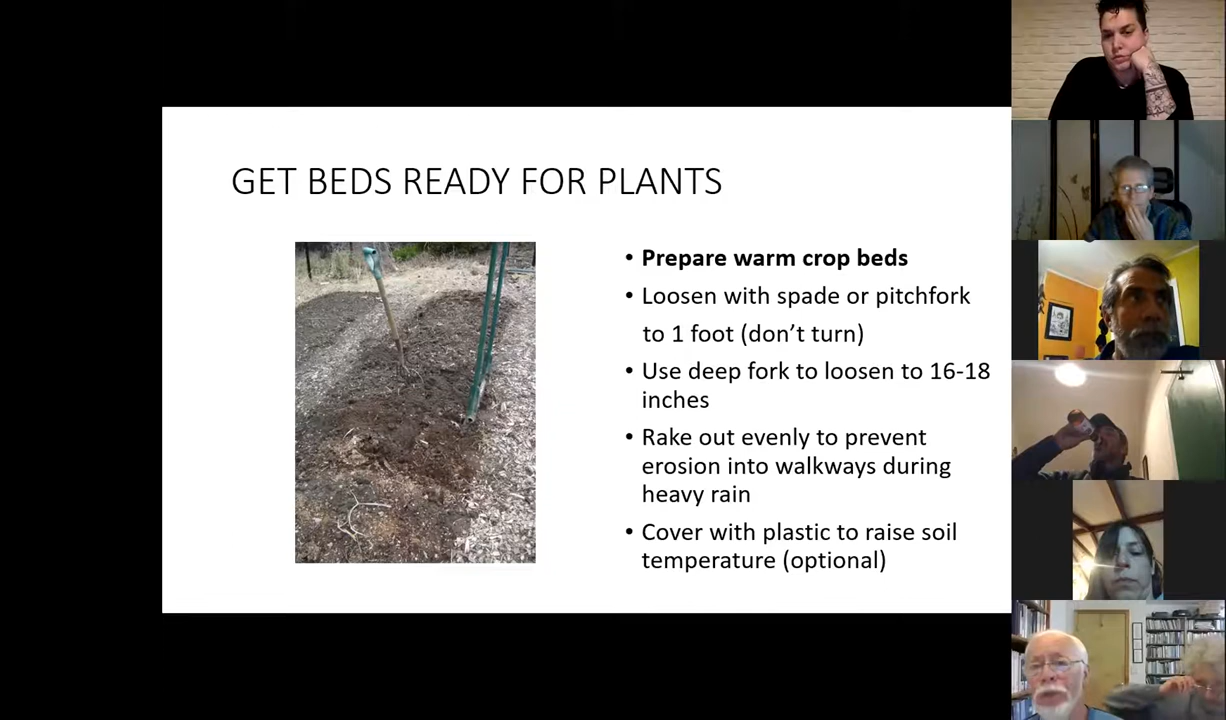 GET BEDS READY FOR PLANTS
• Prepare warm crop beds
• Loosen with spade or pitchfork
to 1 foot (don’t turn)
• Use deep fork to loosen to 16-18
inches
• Rake out evenly to prevent
erosion into walkways during
heavy rain
• Cover with plastic to raise soil
temperature (optional)